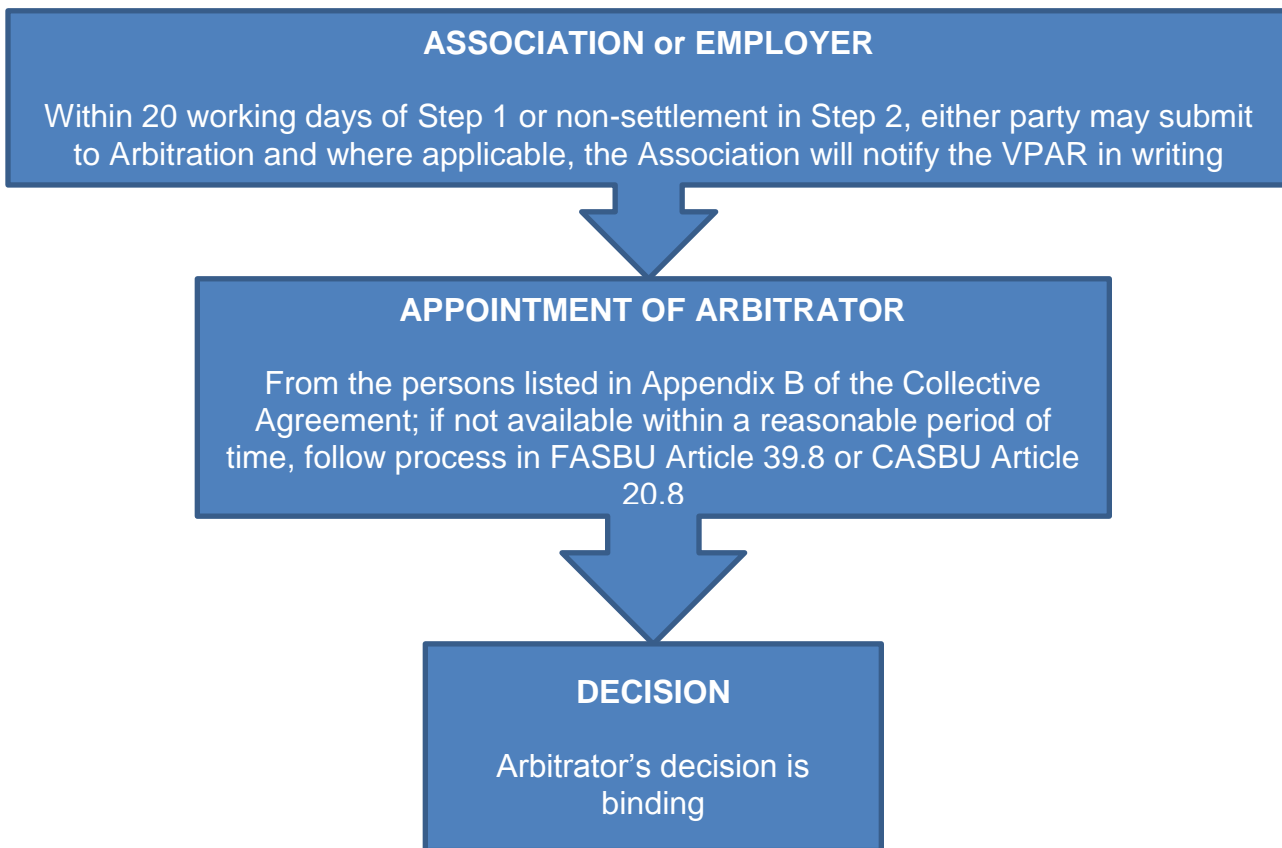 ASSOCIATION or EMPLOYER
Within 20 working days of Step 1 or non-settlement in Step 2, either party may submit
to Arbitration and where applicable, the Association will notify the VPAR in writing
APPOINTMENT OF ARBITRATOR
From the persons listed in Appendix B of the Collective
Agreement; if not available within a reasonable period of
time, follow process in FASBU Article 39.8 or CASBU Article
20.8
DECISION
Arbitrator’s decision is
binding